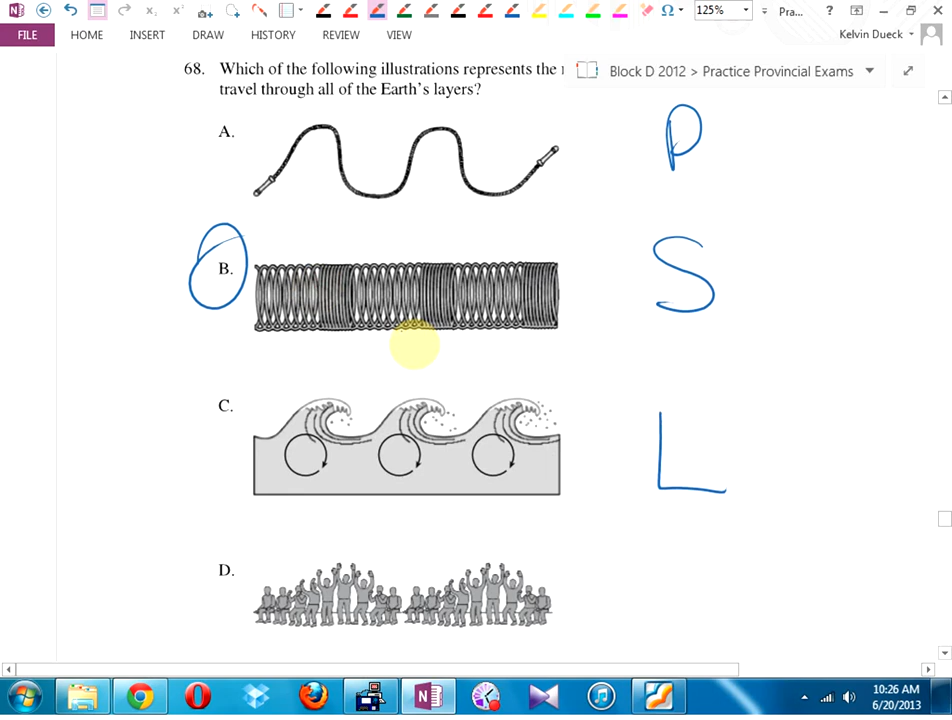 125%
Pra...
?
FILE
HOME
INSERT
DRAW
HISTORY
REVIEW
VIEW
Kelvin Dueck
68. Which of the following illustrations represents the
travel through all of the Earth's layers?
Block D 2012 > Practice Provincial Exams
A.
P
B.
S
C.
L
D.
10:26 AM
6/20/2013